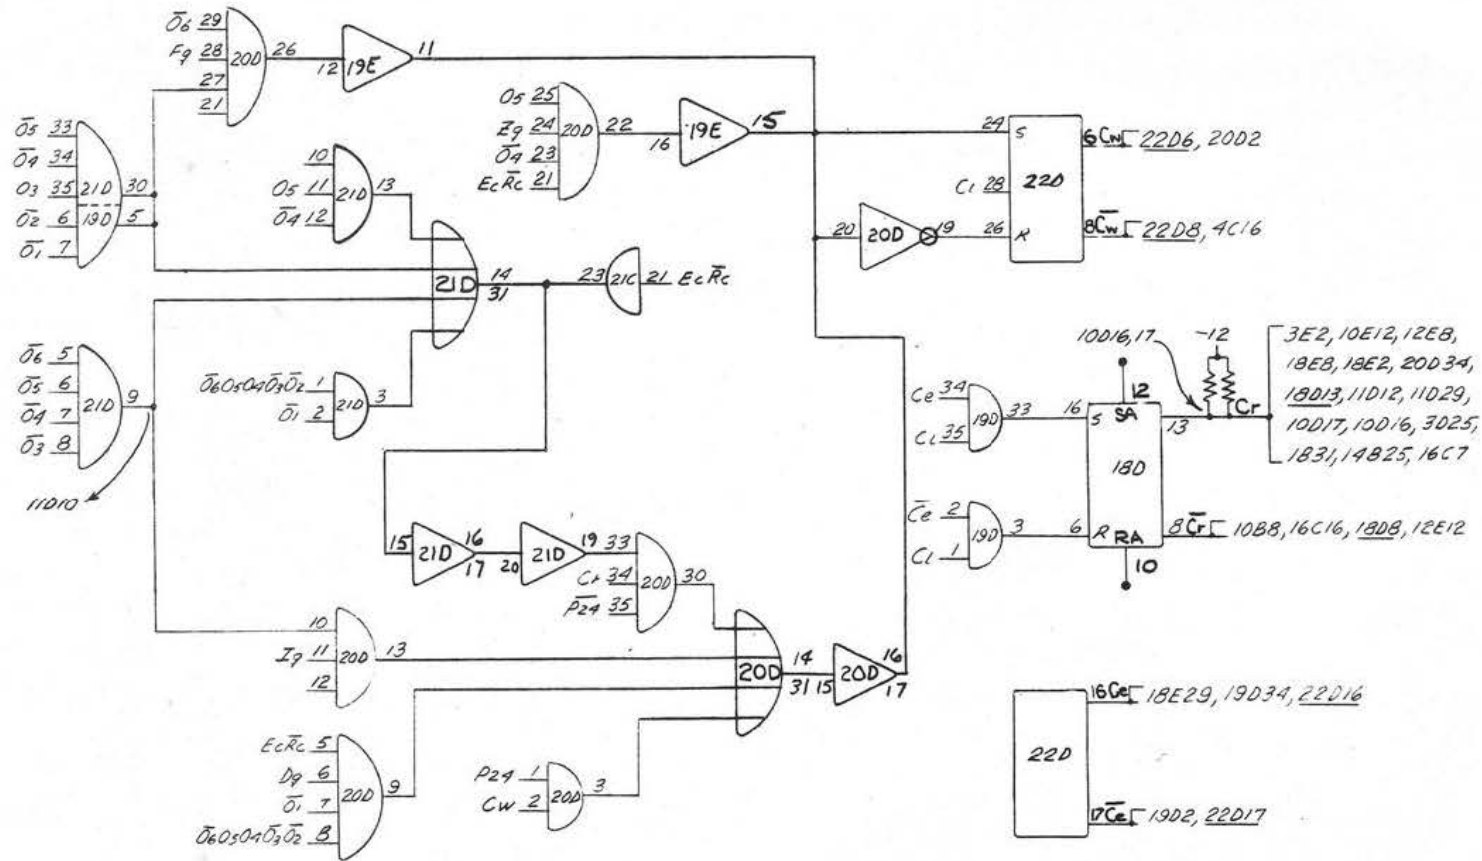 Ō6 29
Fq 28
27
21
20D
26
12
19E
11
Ō5 33
Ō4 34
O3 35
Ō2 6
Ō1 7
21D
19D
30
5
10
O5 11
Ō4 12
21D
13
O5 25
Zq 24
Ō4 23
EcR̄c 21
20D
22
16
19E
15
24 S
C1 28
26 R
22D
6 Cw
22D6, 20D2
8 C̄w
22D8, 4C16
20
20D
19
21D
14
31
23
21C
21 EcR̄c
Ō6 5
Ō5 6
Ō4 7
Ō3 8
21D
9
11D10
Ō6O5O4Ō3Ō2 1
Ō1 2
21D
3
10D16,17
-12
Cr
3E2, 10E12, 12E8,
18E8, 18E2, 20D34,
18D13, 11D12, 11D29,
10D17, 10D16, 3D25,
1B31, 14B25, 16C7
Ce 34
C1 35
19D
33
16 S
12
SA
13
18D
C̄e 2
C1 1
19D
3
6 R
RA
10
8 C̄r
10B8, 16C16, 18D8, 12E12
15
21D
16
17
20
21D
19
33
Cr 34
P̄24 35
20D
30
10
Iq 11
12
20D
13
20D
14
31
15
20D
16
17
EcR̄c 5
Dq 6
Ō1 7
Ō6O5O4Ō3Ō2 8
20D
9
P24 1
Cw 2
20D
3
22D
16 Ce
18E29, 19D34, 22D16
17 C̄e
19D2, 22D17